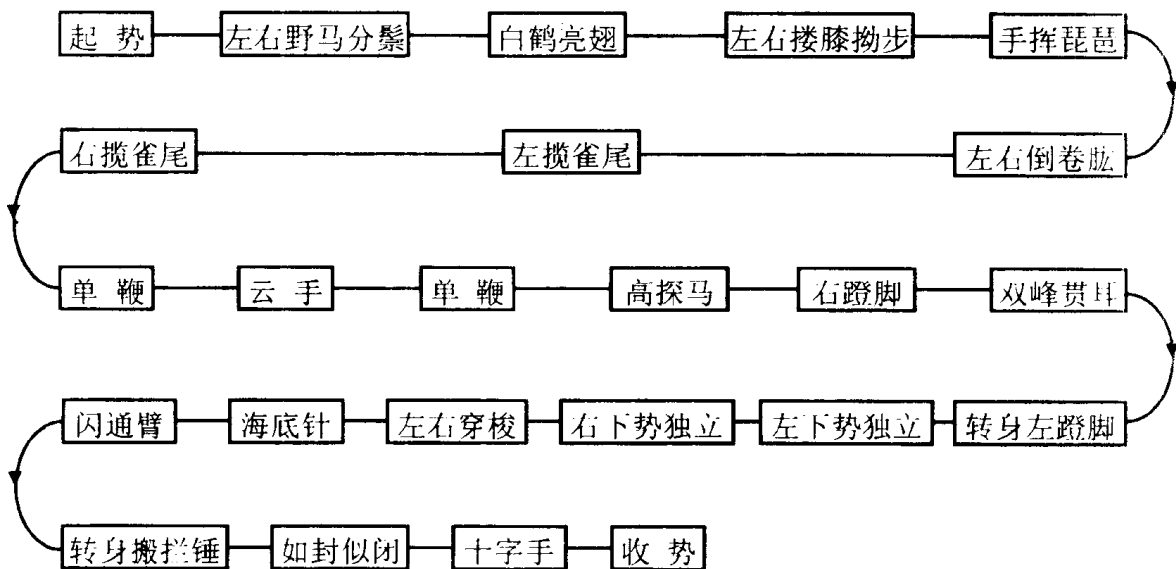 起势 左右野马分鬃 白鹤亮翅 左右搂膝拗步 手挥琵琶
右揽雀尾 左揽雀尾 左右倒卷肱
单鞭 云手 单鞭 高探马 右蹬脚 双峰贯耳
闪通臂 海底针 左右穿梭 右下势独立 左下势独立 转身左蹬脚
转身搬拦锤 如封似闭 十字手 收势